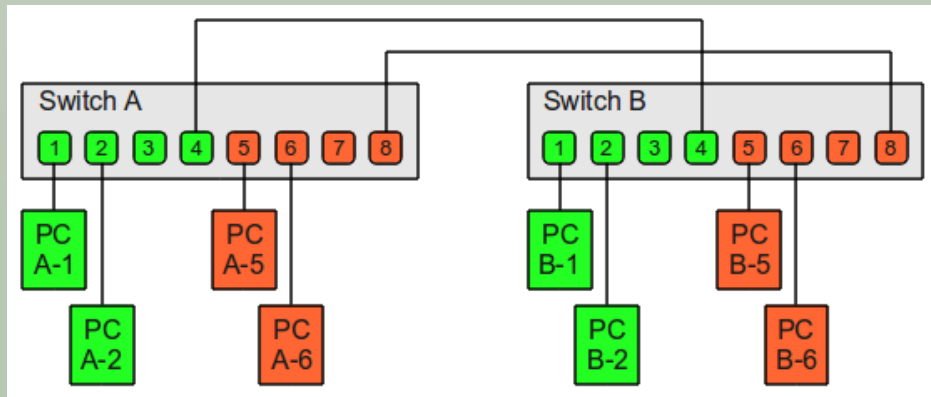 Switch A
1 2 3 4 5 6 7 8
PC
A-1
PC
A-2
PC
A-5
PC
A-6
Switch B
1 2 3 4 5 6 7 8
PC
B-1
PC
B-2
PC
B-5
PC
B-6